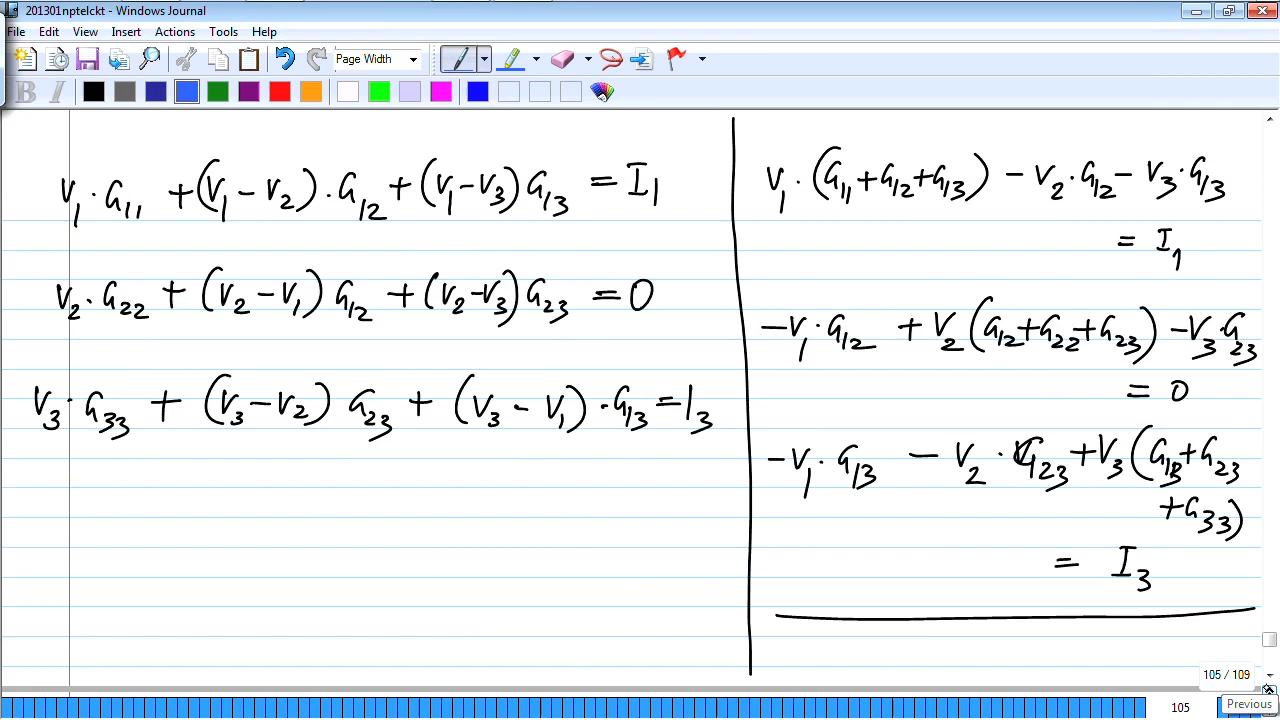 201301nptelckt - Windows Journal
File Edit View Insert Actions Tools Help
Page Width
B I
V₁·G₁₁ + (V₁ − V₂)·G₁₂ + (V₁ − V₃) G₁₃ = I₁
V₂·G₂₂ + (V₂ − V₁) G₁₂ + (V₂ − V₃) G₂₃ = 0
V₃·G₃₃ + (V₃ − V₂) G₂₃ + (V₃ − V₁)·G₁₃ = I₃
V₁·(G₁₁ + G₁₂ + G₁₃) − V₂·G₁₂ − V₃·G₁₃
= I₁
−V₁·G₁₂ + V₂ (G₁₂ + G₂₂ + G₂₃) − V₃·G₂₃
= 0
−V₁·G₁₃ − V₂·G₂₃ + V₃ (G₁₃ + G₂₃
+ G₃₃)
= I₃
105 / 109
105 107
Previous